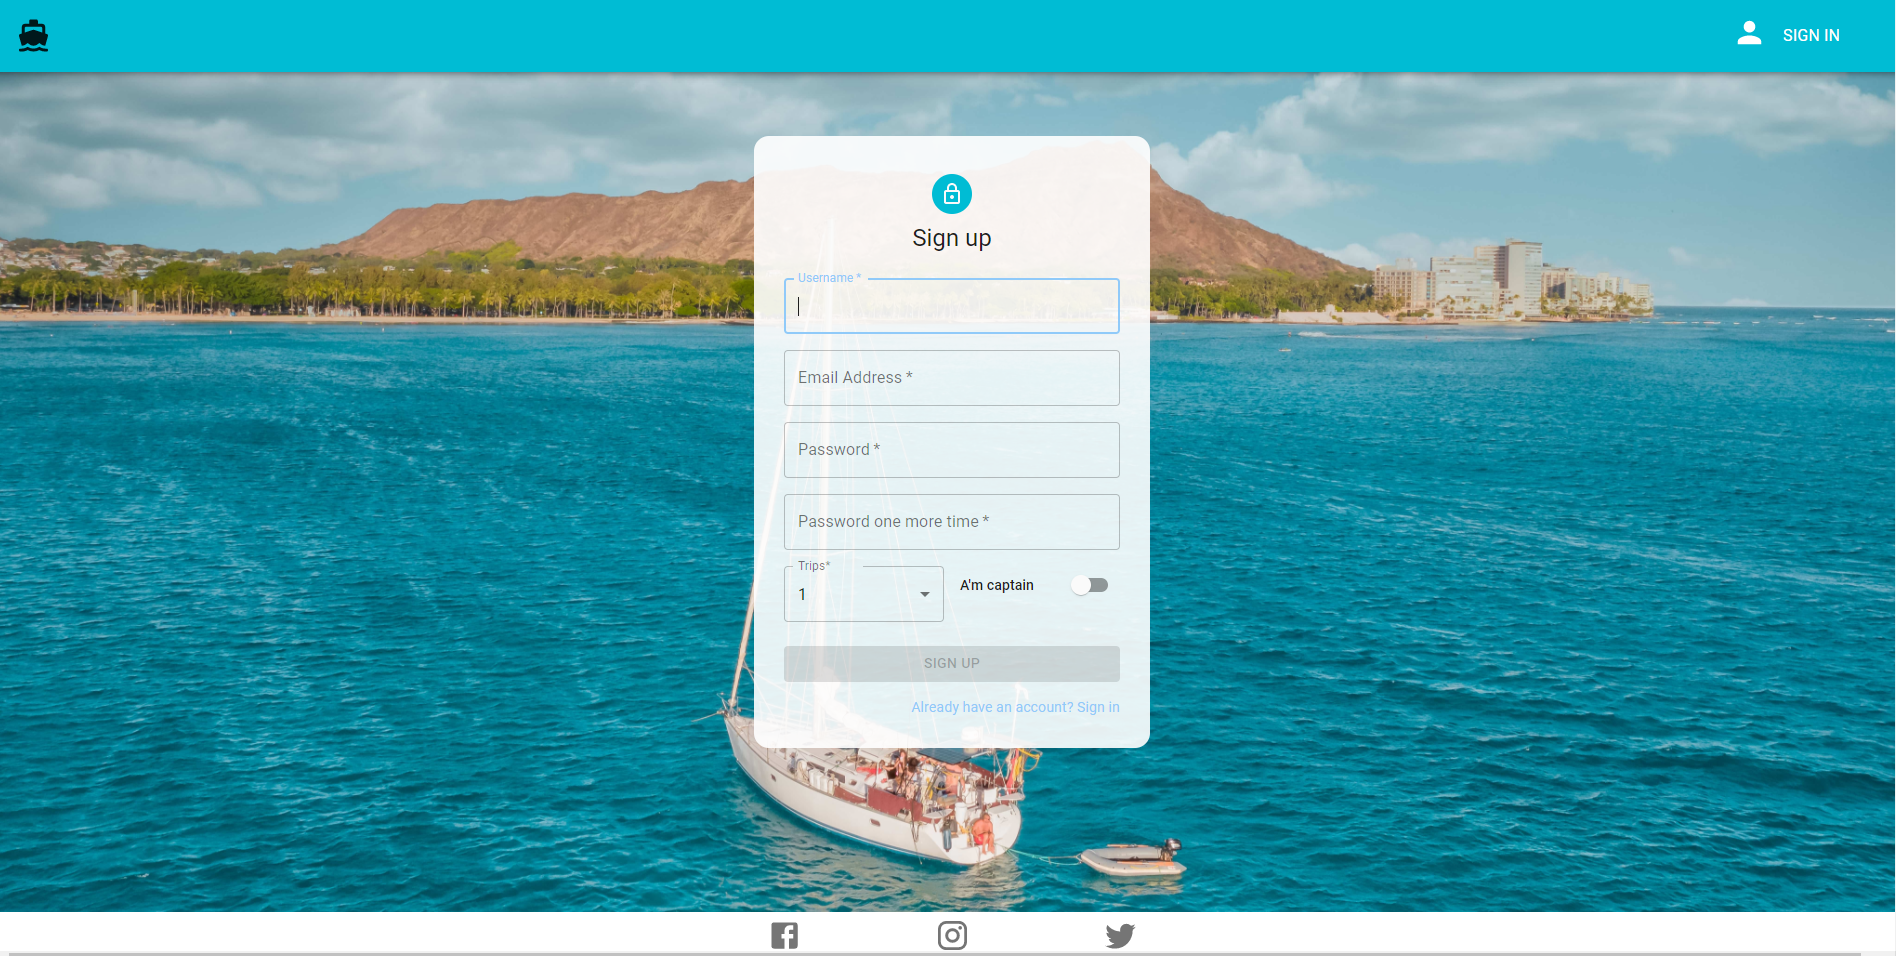 SIGN IN
Sign up
Username *
Email Address *
Password *
Password one more time *
Trips*
1
A'm captain
SIGN UP
Already have an account? Sign in